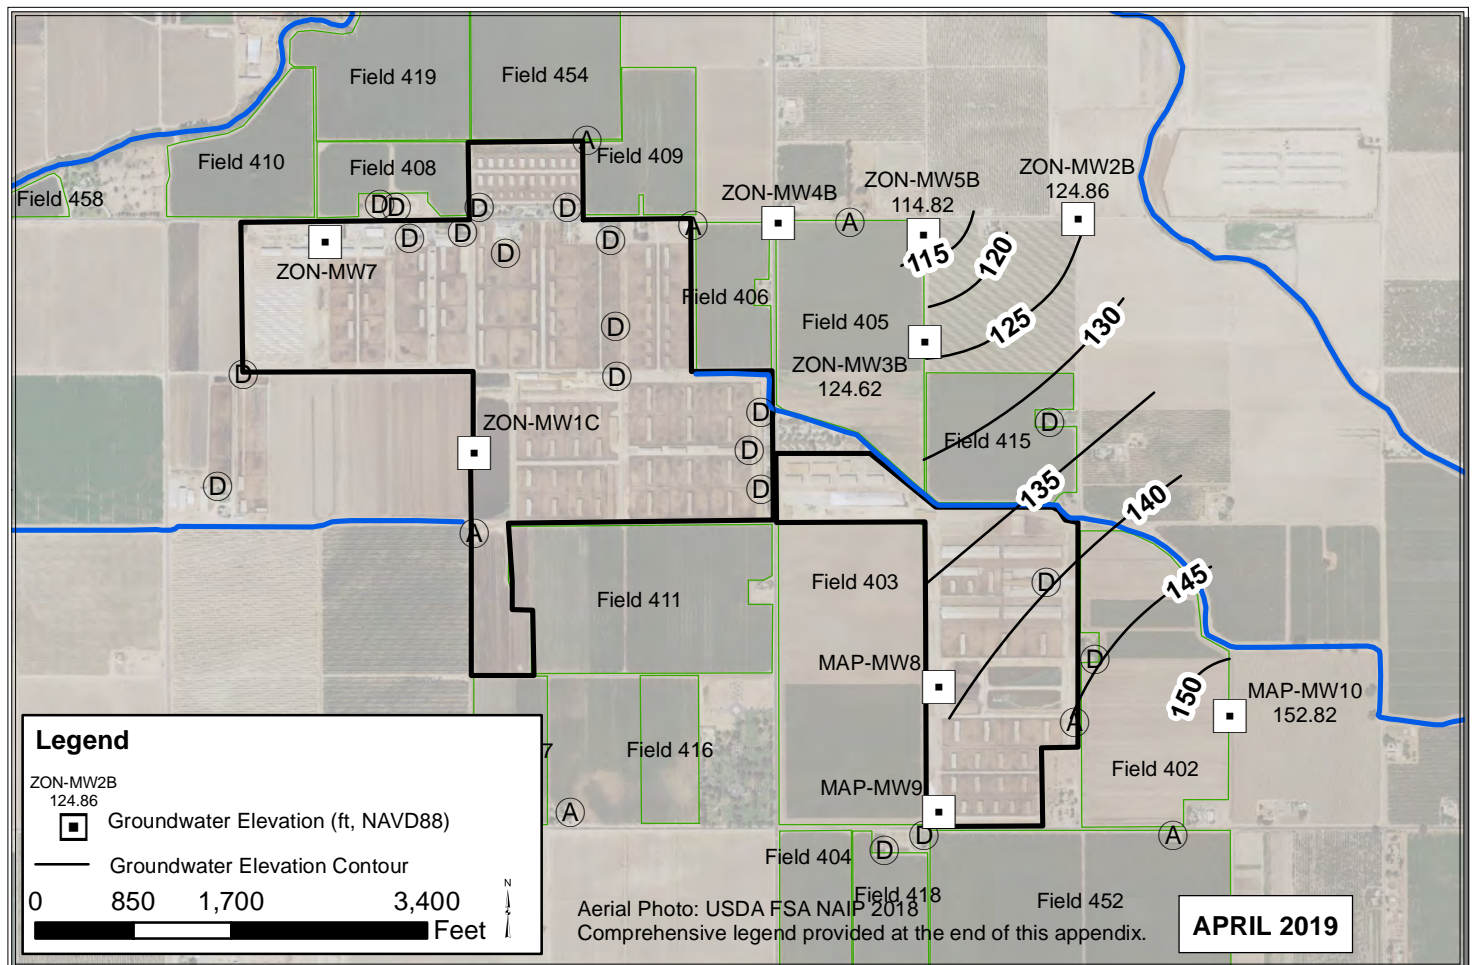 Field 419
Field 454
Field 410
Field 408
A
Field 409
Field 458
ZON-MW4B
ZON-MW5B
114.82
ZON-MW2B
124.86
D
D
D
D
D
D
D
D
A
A
D
ZON-MW7
115
120
125
130
Field 406
Field 405
D
ZON-MW3B
124.62
D
D
ZON-MW1C
D
D
Field 415
D
D
D
135
140
A
Field 403
D
145
Field 411
MAP-MW8
D
150
MAP-MW10
152.82
A
7
Field 416
Field 402
MAP-MW9
A
D
D
A
Field 404
Field 418
Field 452
Legend
ZON-MW2B
124.86
Groundwater Elevation (ft, NAVD88)
Groundwater Elevation Contour
0 850 1,700 3,400
Feet
N
Aerial Photo: USDA FSA NAIP 2018
Comprehensive legend provided at the end of this appendix.
APRIL 2019